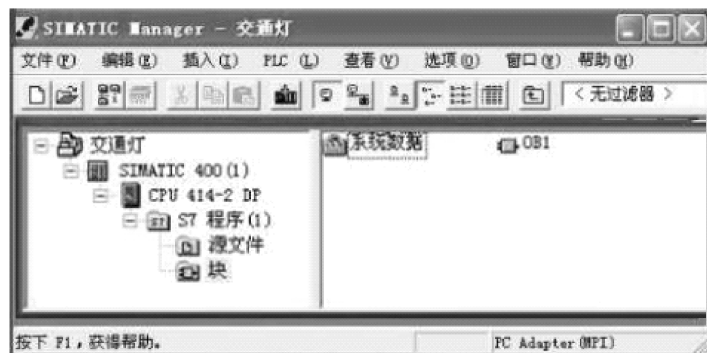 SIMATIC Manager - 交通灯
文件(F) 编辑(E) 插入(I) PLC (L) 查看(V) 选项(O) 窗口(W) 帮助(H)
< 无过滤器 >
交通灯
SIMATIC 400(1)
CPU 414-2 DP
S7 程序(1)
源文件
块
系统数据
OB1
按下 F1，获得帮助。
PC Adapter(MPI)